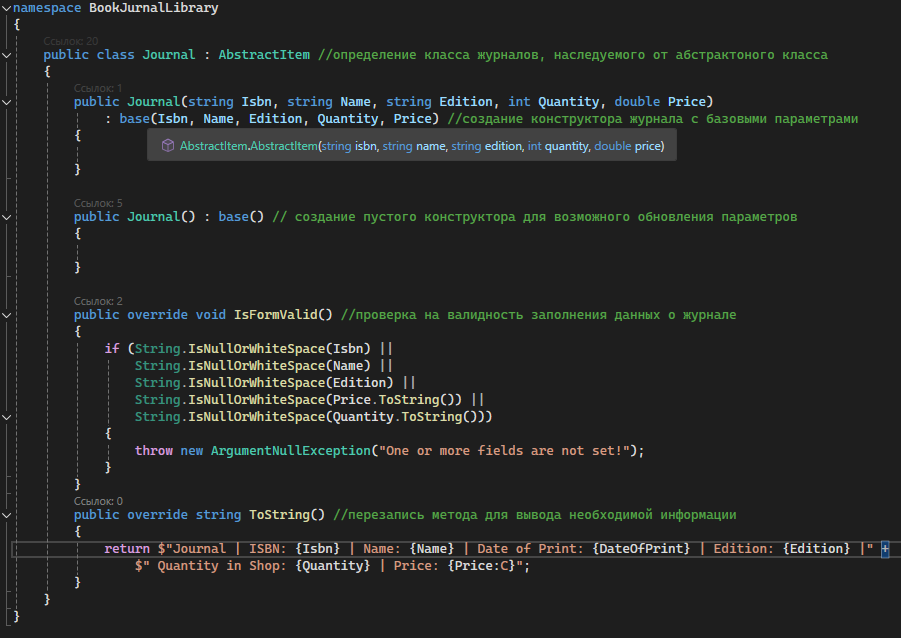 namespace BookJurnalLibrary
{
Ссылок: 20
public class Journal : AbstractItem //определение класса журналов, наследуемого от абстрактоного класса
{
Ссылок: 1
public Journal(string Isbn, string Name, string Edition, int Quantity, double Price)
: base(Isbn, Name, Edition, Quantity, Price) //создание конструктора журнала с базовыми параметрами
{
AbstractItem.AbstractItem(string isbn, string name, string edition, int quantity, double price)
}
Ссылок: 5
public Journal() : base() // создание пустого конструктора для возможного обновления параметров
{
}
Ссылок: 2
public override void IsFormValid() //проверка на валидность заполнения данных о журнале
{
if (String.IsNullOrWhiteSpace(Isbn) ||
String.IsNullOrWhiteSpace(Name) ||
String.IsNullOrWhiteSpace(Edition) ||
String.IsNullOrWhiteSpace(Price.ToString()) ||
String.IsNullOrWhiteSpace(Quantity.ToString()))
{
throw new ArgumentNullException("One or more fields are not set!");
}
}
Ссылок: 0
public override string ToString() //перезапись метода для вывода необходимой информации
{
return $"Journal | ISBN: {Isbn} | Name: {Name} | Date of Print: {DateOfPrint} | Edition: {Edition} |" +
$" Quantity in Shop: {Quantity} | Price: {Price:C}";
}
}
}